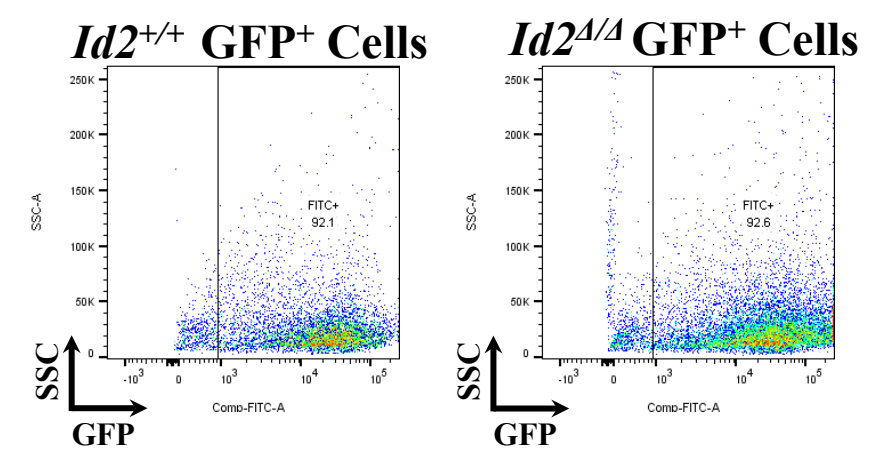 Id2+/+ GFP+ Cells
250K
200K
150K
100K
50K
0
SSC-A
FITC+
92.1
-10³
0
10³
10⁴
10⁵
Comp-FITC-A
SSC
GFP
Id2Δ/Δ GFP+ Cells
250K
200K
150K
100K
50K
0
SSC-A
FITC+
92.6
-10³
0
10³
10⁴
10⁵
Comp-FITC-A
SSC
GFP